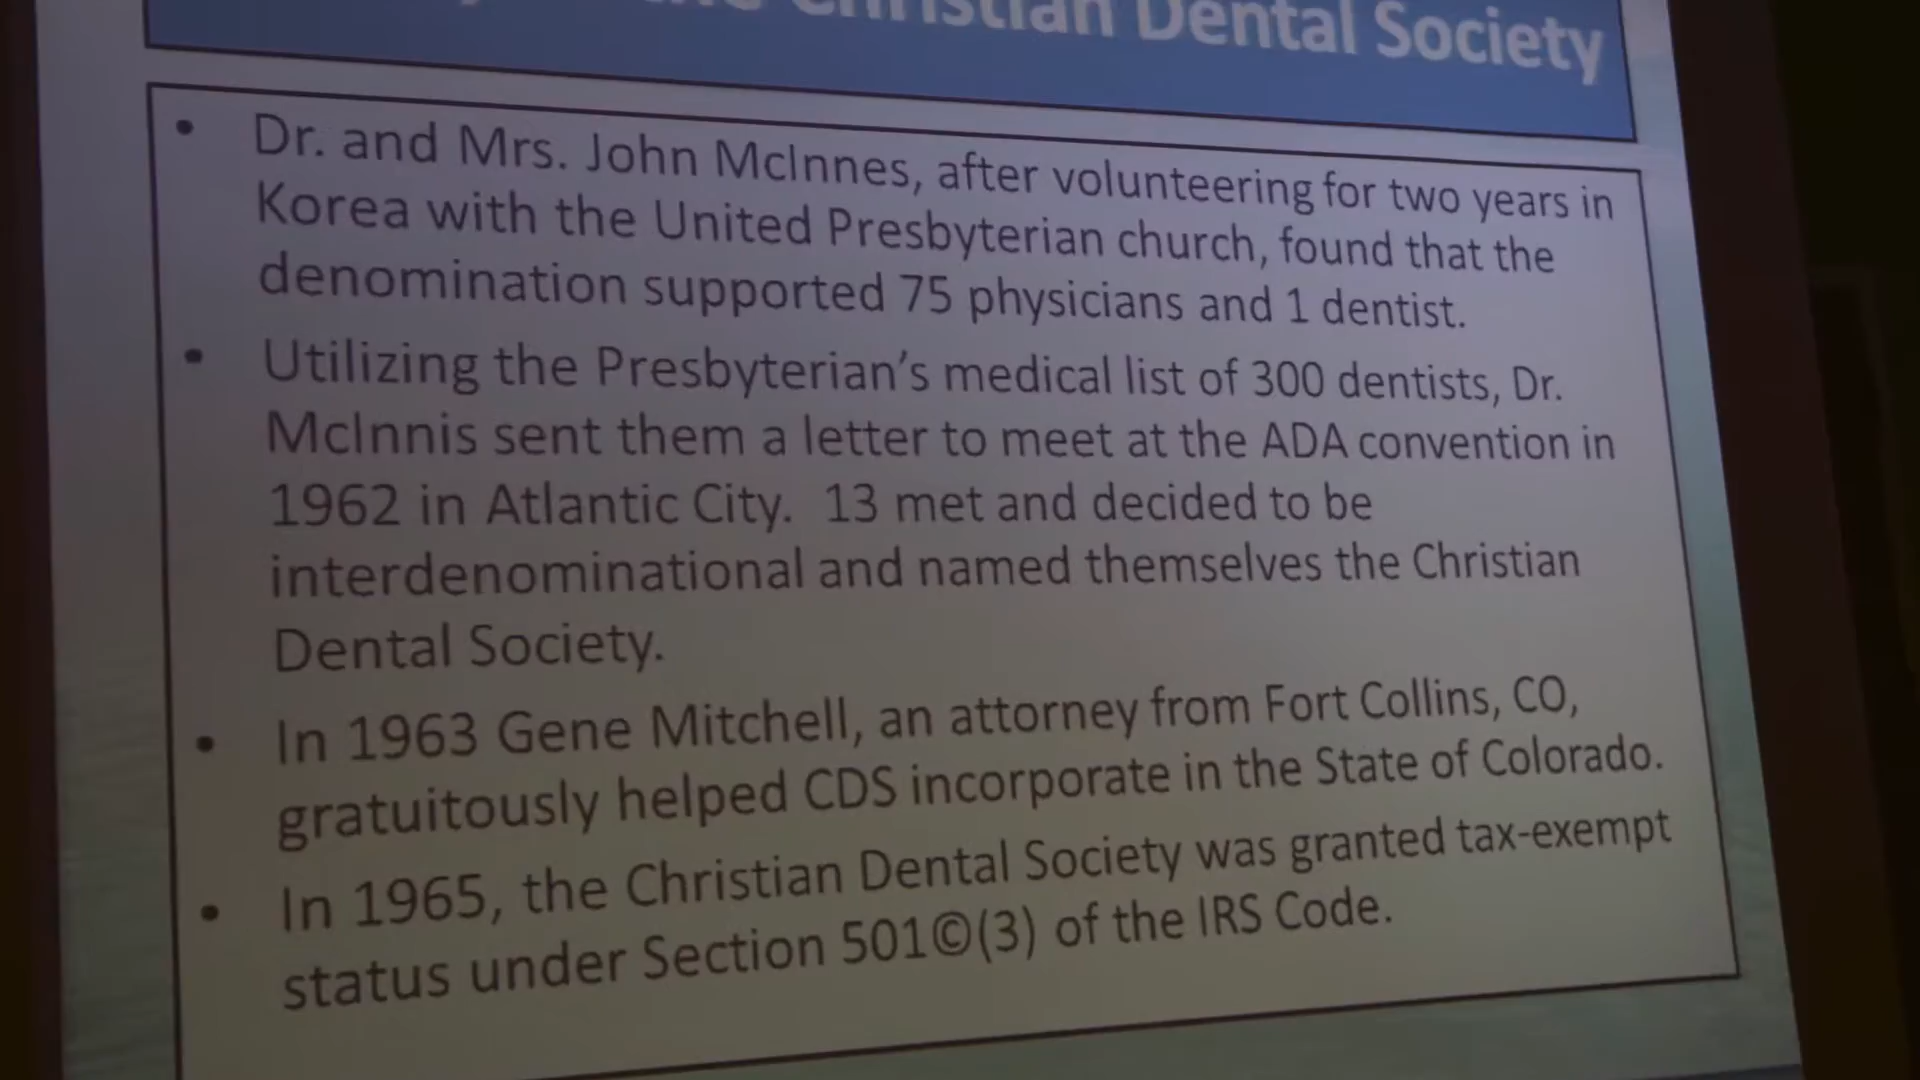 the Christian Dental Society
• Dr. and Mrs. John McInnes, after volunteering for two years in
Korea with the United Presbyterian church, found that the
denomination supported 75 physicians and 1 dentist.
• Utilizing the Presbyterian’s medical list of 300 dentists, Dr.
McInnis sent them a letter to meet at the ADA convention in
1962 in Atlantic City. 13 met and decided to be
interdenominational and named themselves the Christian
Dental Society.
• In 1963 Gene Mitchell, an attorney from Fort Collins, CO,
gratuitously helped CDS incorporate in the State of Colorado.
• In 1965, the Christian Dental Society was granted tax-exempt
status under Section 501©(3) of the IRS Code.